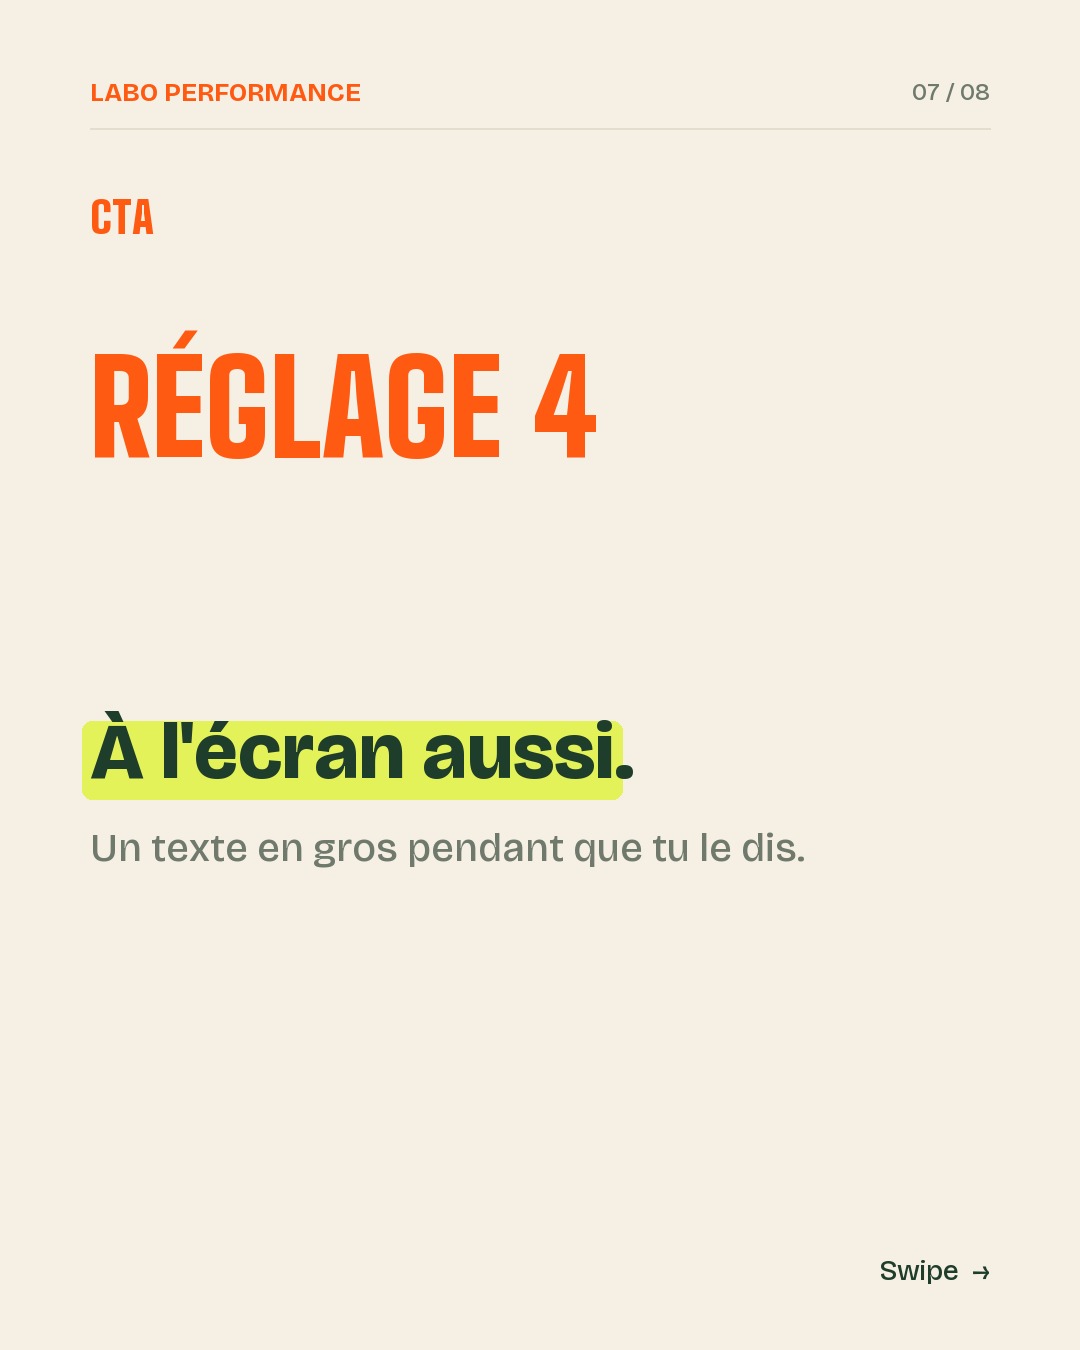 LABO PERFORMANCE
07 / 08
CTA
RÉGLAGE 4
À l'écran aussi.
Un texte en gros pendant que tu le dis.
Swipe →